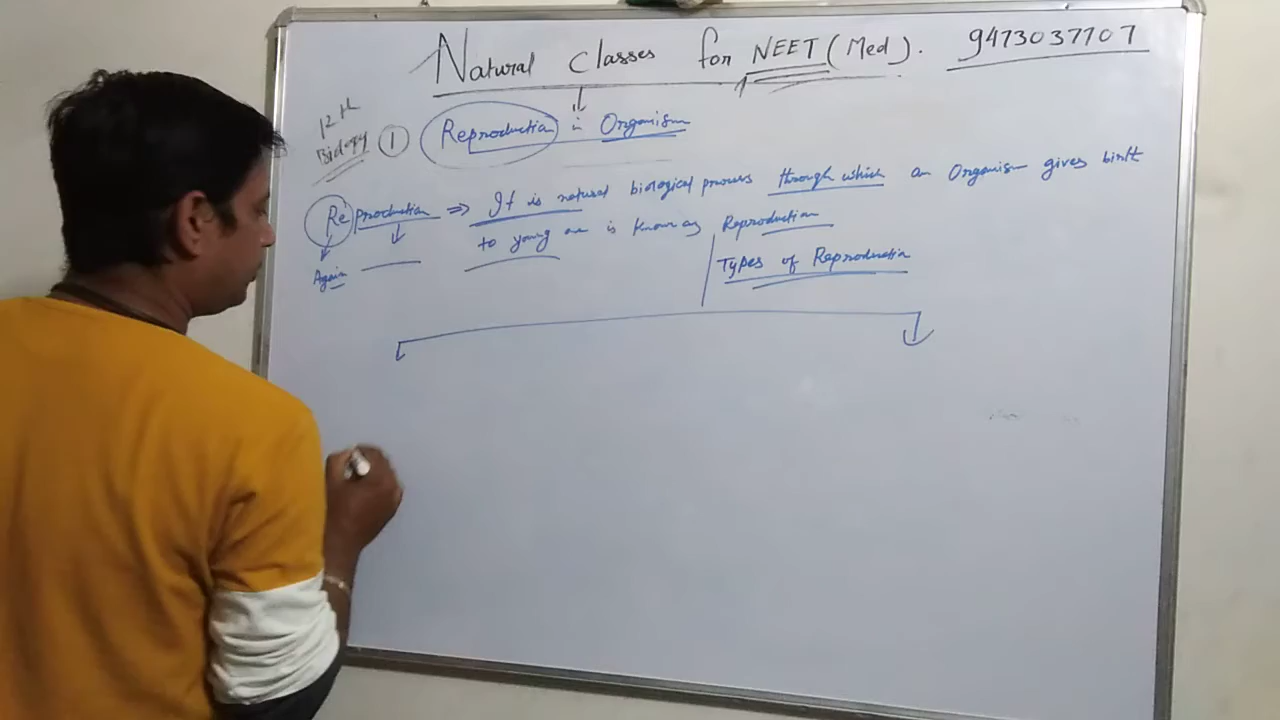 Natural Classes for NEET (Med). 9473037707
12th
Biology ① Reproduction in Organism
Reproduction ⇒ It is natural biological process through which an Organism gives birth
to young one is known as Reproduction
Again
Types of Reproduction